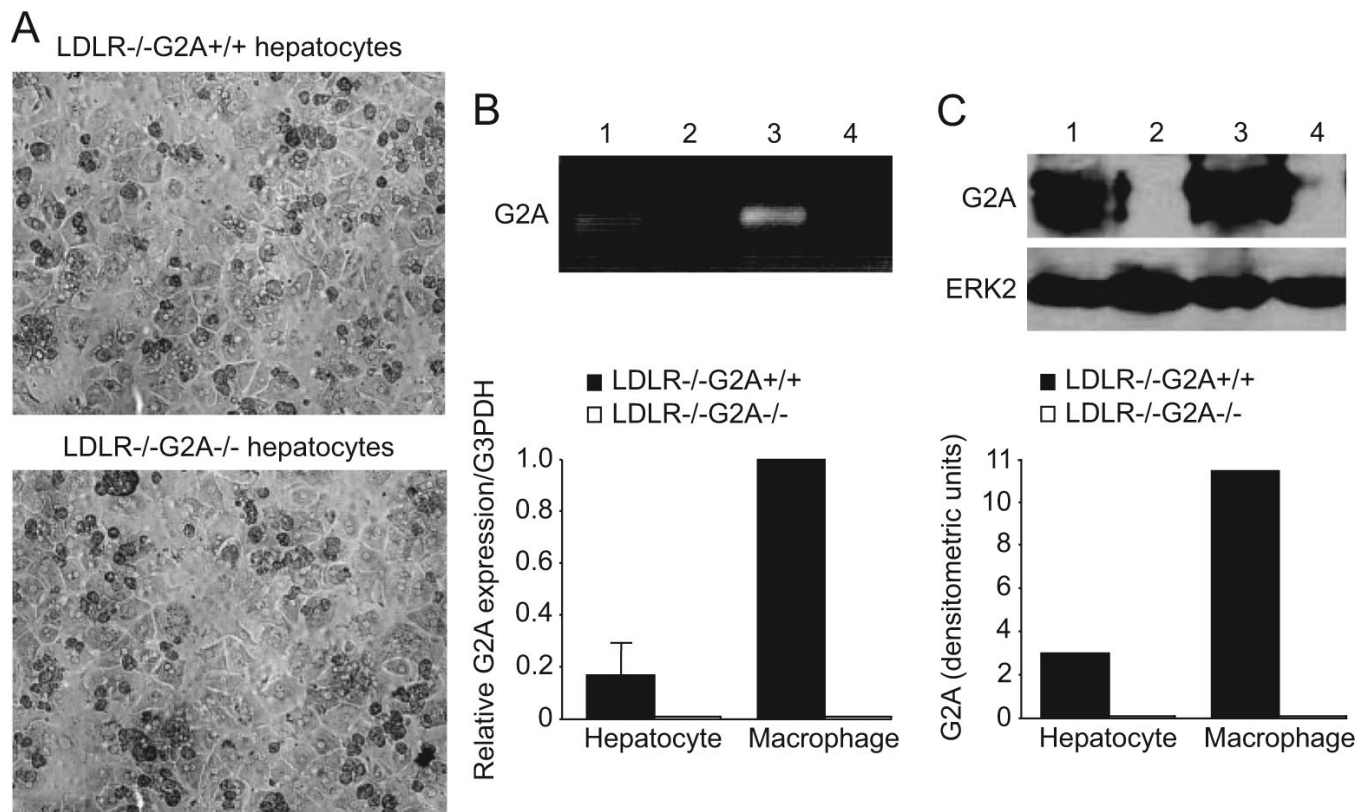 A
LDLR-/-G2A+/+ hepatocytes
LDLR-/-G2A-/- hepatocytes
B
1 2 3 4
G2A
■ LDLR-/-G2A+/+
□ LDLR-/-G2A-/-
Relative G2A expression/G3PDH
1.0
0.8
0.6
0.4
0.2
0
Hepatocyte Macrophage
C
1 2 3 4
G2A
ERK2
■ LDLR-/-G2A+/+
□ LDLR-/-G2A-/-
G2A (densitometric units)
11
10
8
6
4
2
0
Hepatocyte Macrophage